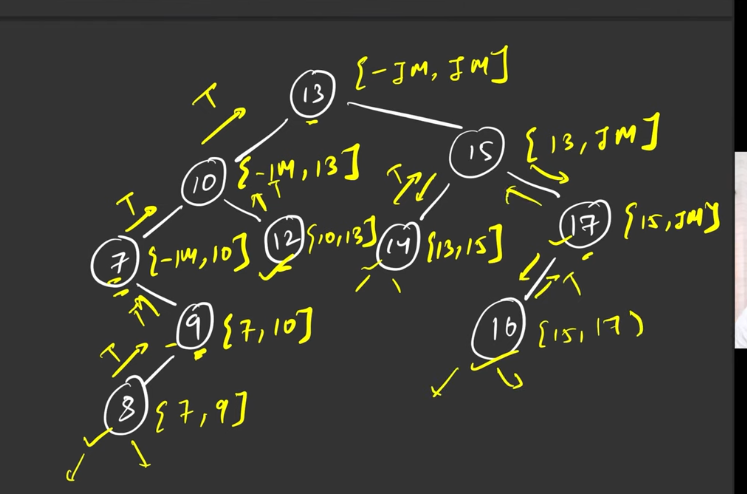 13 [-IM, IM]
T
10 {-IM, 13]
15 [13, IM]
T
T
T
7 {-IM, 10]
12 {10, 13]
14 [13, 15]
17 {15, IM]
T
9 {7, 10]
16 [15, 17)
T
8 {7, 9]